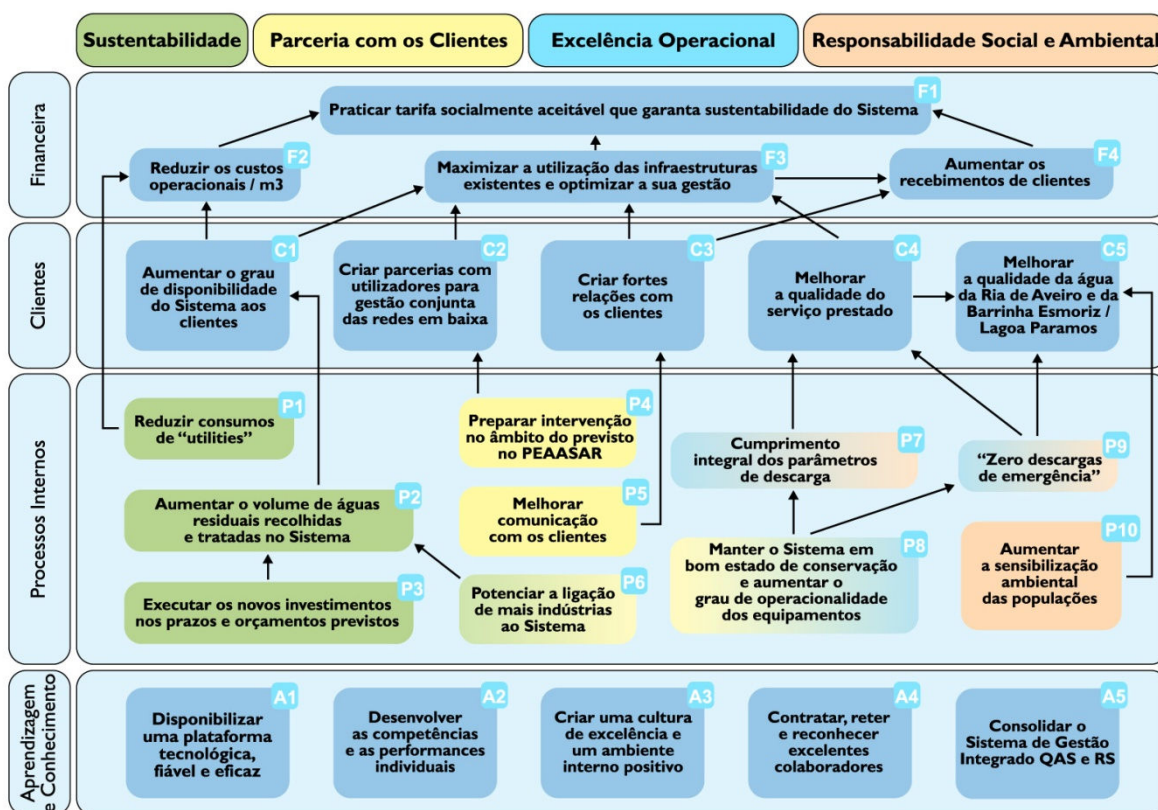 Sustentabilidade
Parceria com os Clientes
Excelência Operacional
Responsabilidade Social e Ambiental
Financeira
F1
Praticar tarifa socialmente aceitável que garanta sustentabilidade do Sistema
F2
Reduzir os custos
operacionais / m3
F3
Maximizar a utilização das infraestruturas
existentes e optimizar a sua gestão
F4
Aumentar os
recebimentos de clientes
Clientes
C1
Aumentar o grau
de disponibilidade
do Sistema aos
clientes
C2
Criar parcerias com
utilizadores para
gestão conjunta
das redes em baixa
C3
Criar fortes
relações com
os clientes
C4
Melhorar
a qualidade do
serviço prestado
C5
Melhorar
a qualidade da água
da Ria de Aveiro e da
Barrinha Esmoriz /
Lagoa Paramos
Processos Internos
P1
Reduzir consumos
de “utilities”
P4
Preparar intervenção
no âmbito do previsto
no PEAASAR
P7
Cumprimento
integral dos parâmetros
de descarga
P9
“Zero descargas
de emergência”
P2
Aumentar o volume de águas
residuais recolhidas
e tratadas no Sistema
P5
Melhorar
comunicação
com os clientes
P8
Manter o Sistema em
bom estado de conservação
e aumentar o
grau de operacionalidade
dos equipamentos
P10
Aumentar
a sensibilização
ambiental
das populações
P3
Executar os novos investimentos
nos prazos e orçamentos previstos
P6
Potenciar a ligação
de mais indústrias
ao Sistema
Aprendizagem
e Conhecimento
A1
Disponibilizar
uma plataforma
tecnológica,
fiável e eficaz
A2
Desenvolver
as competências
e as performances
individuais
A3
Criar uma cultura
de excelência e
um ambiente
interno positivo
A4
Contratar, reter
e reconhecer
excelentes
colaboradores
A5
Consolidar o
Sistema de Gestão
Integrado QAS e RS